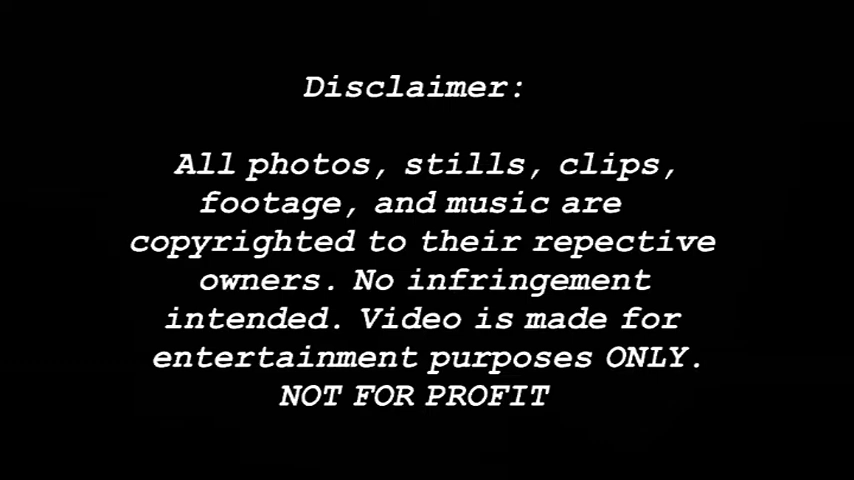 Disclaimer:
All photos, stills, clips,
footage, and music are
copyrighted to their repective
owners. No infringement
intended. Video is made for
entertainment purposes ONLY.
NOT FOR PROFIT